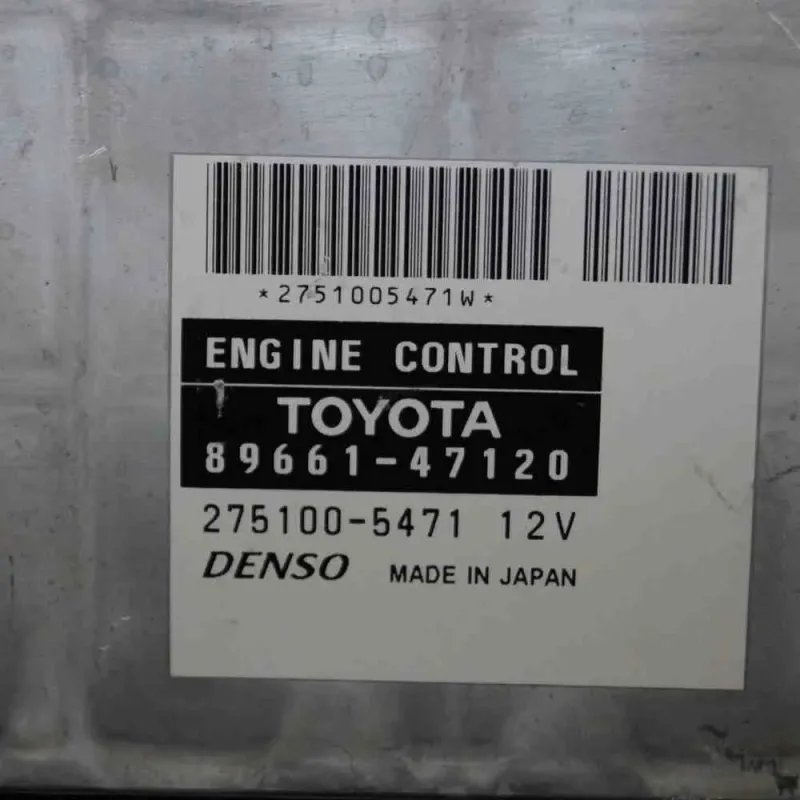 *2751005471W*
ENGINE CONTROL
TOYOTA
89661-47120
275100-5471 12V
DENSO MADE IN JAPAN